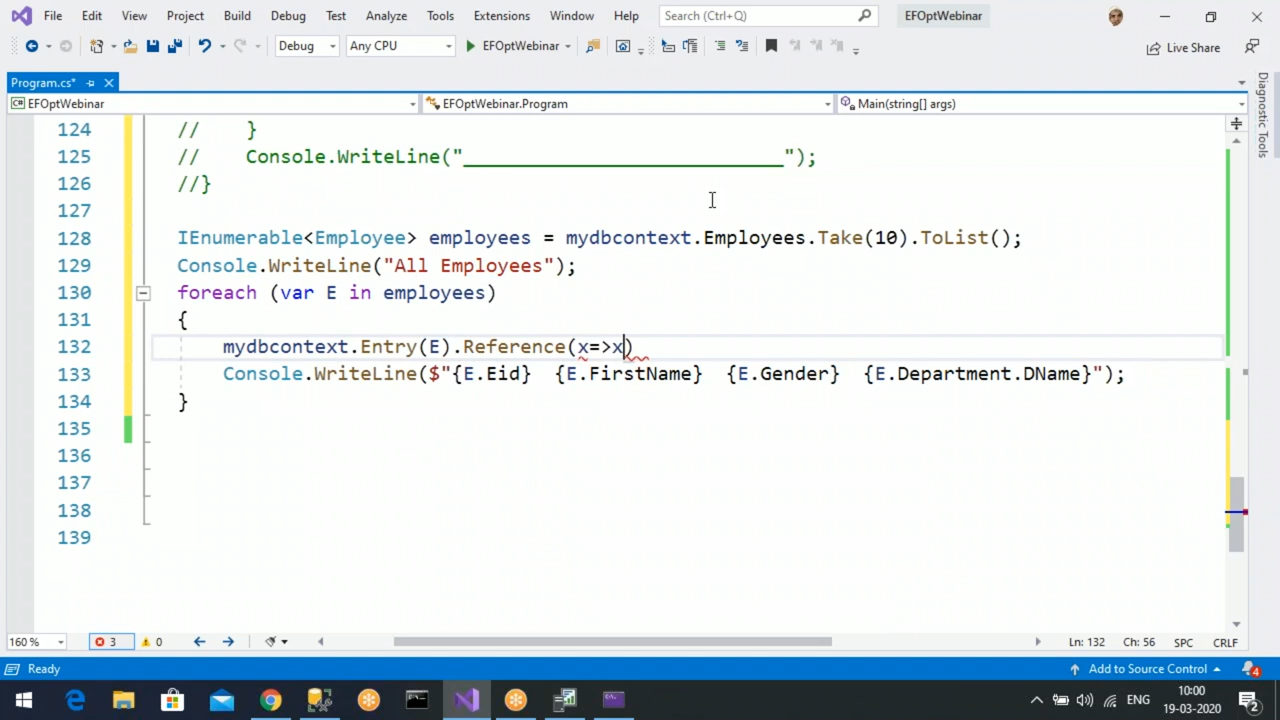 File Edit View Project Build Debug Test Analyze Tools Extensions Window Help Search (Ctrl+Q) EFOptWebinar
Debug Any CPU EFOptWebinar Live Share
Program.cs*
EFOptWebinar EFOptWebinar.Program Main(string[] args)
Diagnostic Tools
124 // }
125 // Console.WriteLine("_____________________________");
126 //}
127
128 IEnumerable<Employee> employees = mydbcontext.Employees.Take(10).ToList();
129 Console.WriteLine("All Employees");
130 foreach (var E in employees)
131 {
132 mydbcontext.Entry(E).Reference(x=>x)
133 Console.WriteLine($"{E.Eid}  {E.FirstName}  {E.Gender}  {E.Department.DName}");
134 }
135
136
137
138
139
160 % 3 0 Ln: 132 Ch: 56 SPC CRLF
Ready Add to Source Control 4
ENG 10:00 2
19-03-2020